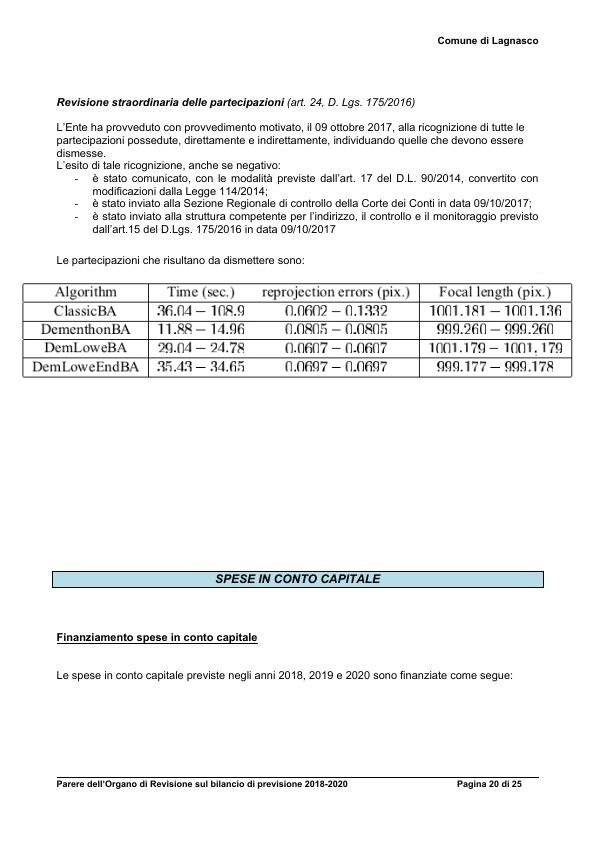 Comune di Lagnasco
Revisione straordinaria delle partecipazioni (art. 24, D. Lgs. 175/2016)
L'Ente ha provveduto con provvedimento motivato, il 09 ottobre 2017, alla ricognizione di tutte le
partecipazioni possedute, direttamente e indirettamente, individuando quelle che devono essere
dismesse.
L'esito di tale ricognizione, anche se negativo:
- è stato comunicato, con le modalità previste dall'art. 17 del D.L. 90/2014, convertito con
modificazioni dalla Legge 114/2014;
- è stato inviato alla Sezione Regionale di controllo della Corte dei Conti in data 09/10/2017;
- è stato inviato alla struttura competente per l'indirizzo, il controllo e il monitoraggio previsto
dall'art.15 del D.Lgs. 175/2016 in data 09/10/2017
Le partecipazioni che risultano da dismettere sono:
Algorithm Time (sec.) reprojection errors (pix.) Focal length (pix.)
ClassicBA 36.04 – 108.9 0.0602 – 0.1332 1001.181 – 1001.136
DementhonBA 11.88 – 14.96 0.0805 – 0.0805 999.260 – 999.260
DemLoweBA 29.04 – 24.78 0.0607 – 0.0607 1001.179 – 1001, 179
DemLoweEndBA 35.43 – 34.65 0.0697 – 0.0697 999.177 – 999.178
SPESE IN CONTO CAPITALE
Finanziamento spese in conto capitale
Le spese in conto capitale previste negli anni 2018, 2019 e 2020 sono finanziate come segue:
Parere dell'Organo di Revisione sul bilancio di previsione 2018-2020 Pagina 20 di 25